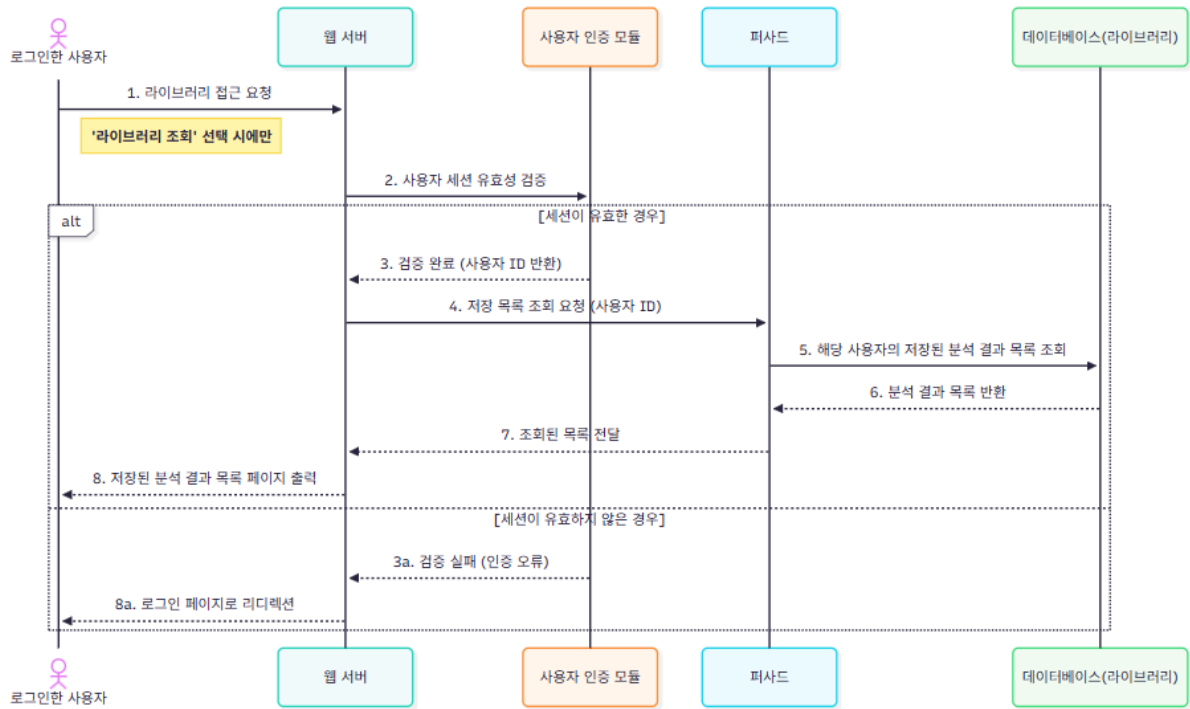 로그인한 사용자
웹 서버
사용자 인증 모듈
퍼사드
데이터베이스(라이브러리)
1. 라이브러리 접근 요청
'라이브러리 조회' 선택 시에만
2. 사용자 세션 유효성 검증
alt
[세션이 유효한 경우]
3. 검증 완료 (사용자 ID 반환)
4. 저장 목록 조회 요청 (사용자 ID)
5. 해당 사용자의 저장된 분석 결과 목록 조회
6. 분석 결과 목록 반환
7. 조회된 목록 전달
8. 저장된 분석 결과 목록 페이지 출력
[세션이 유효하지 않은 경우]
3a. 검증 실패 (인증 오류)
8a. 로그인 페이지로 리디렉션
로그인한 사용자
웹 서버
사용자 인증 모듈
퍼사드
데이터베이스(라이브러리)